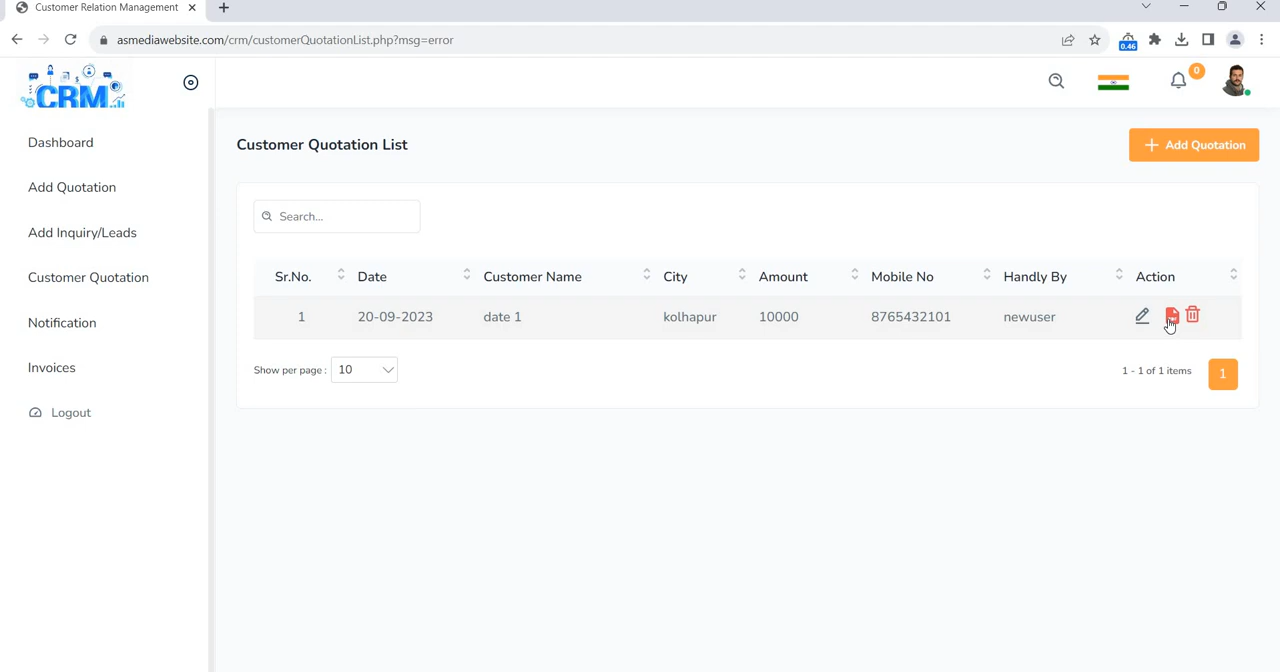 Customer Relation Management
asmediawebsite.com/crm/customerQuotationList.php?msg=error
0.46
CRM
0
Dashboard
Add Quotation
Add Inquiry/Leads
Customer Quotation
Notification
Invoices
Logout
Customer Quotation List
Add Quotation
Search...
Sr.No. Date Customer Name City Amount Mobile No Handly By Action
1 20-09-2023 date 1 kolhapur 10000 8765432101 newuser
Show per page : 10
1 - 1 of 1 items 1